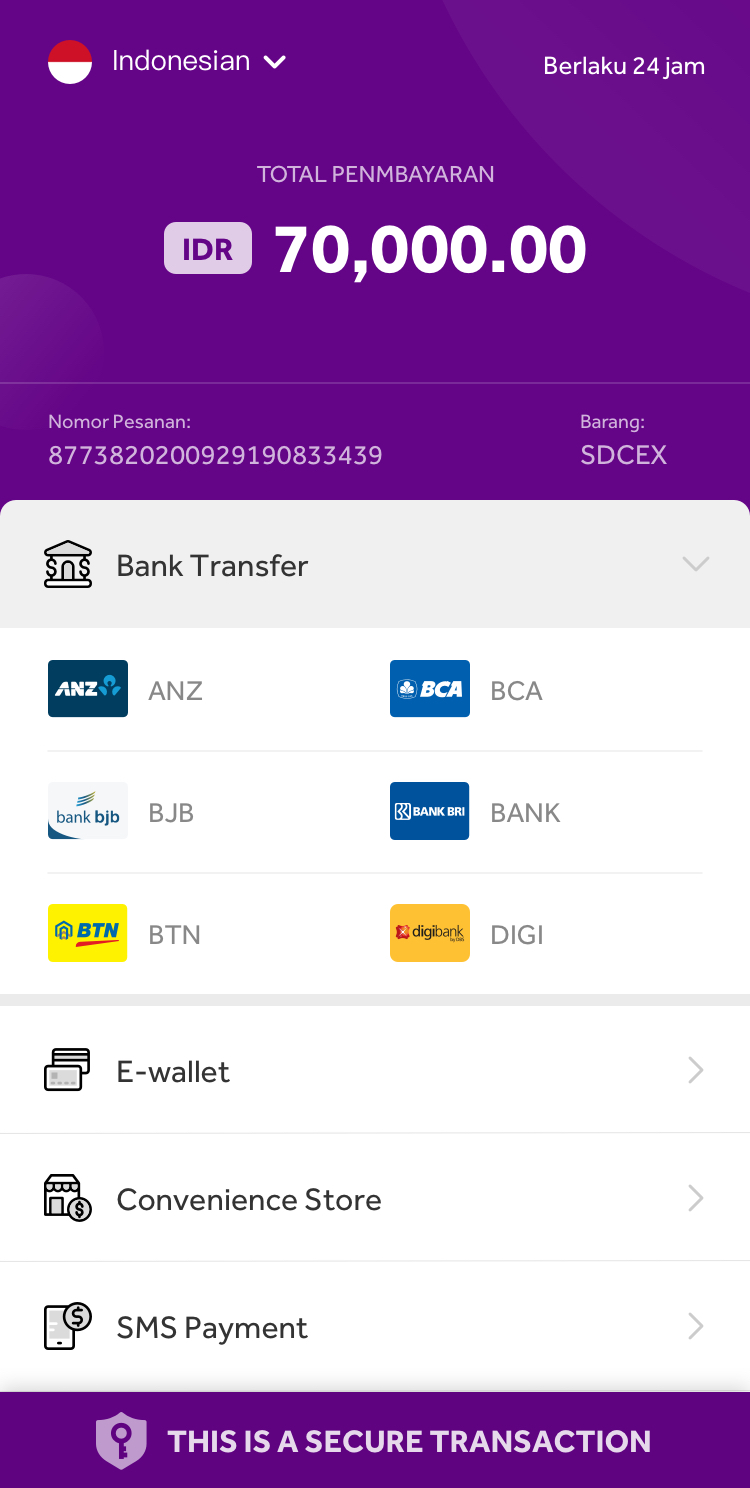 Indonesian
Berlaku 24 jam
TOTAL PENMBAYARAN
IDR 70,000.00
Nomor Pesanan:
8773820200929190833439
Barang:
SDCEX
Bank Transfer
ANZ ANZ
BCA BCA
bank bjb BJB
BANK BRI BANK
BTN BTN
digibank by DBS DIGI
E-wallet
Convenience Store
SMS Payment
THIS IS A SECURE TRANSACTION